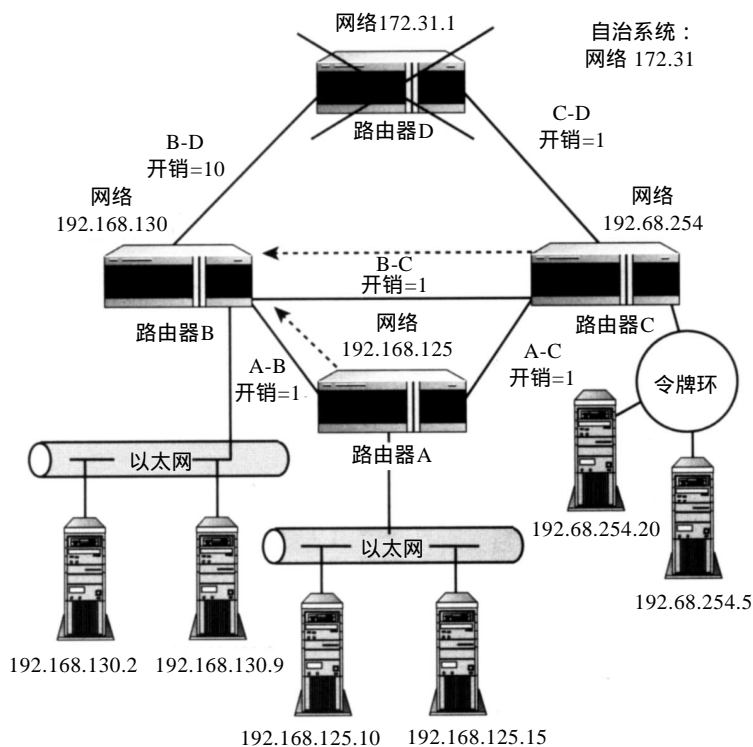 网络172.31.1
自治系统：
网络 172.31
路由器D
B-D
开销=10
C-D
开销=1
网络
192.168.130
网络
192.68.254
B-C
开销=1
路由器B
网络
192.168.125
路由器C
A-B
开销=1
A-C
开销=1
令牌环
路由器A
以太网
以太网
192.68.254.20
192.68.254.5
192.168.130.2
192.168.130.9
192.168.125.10
192.168.125.15